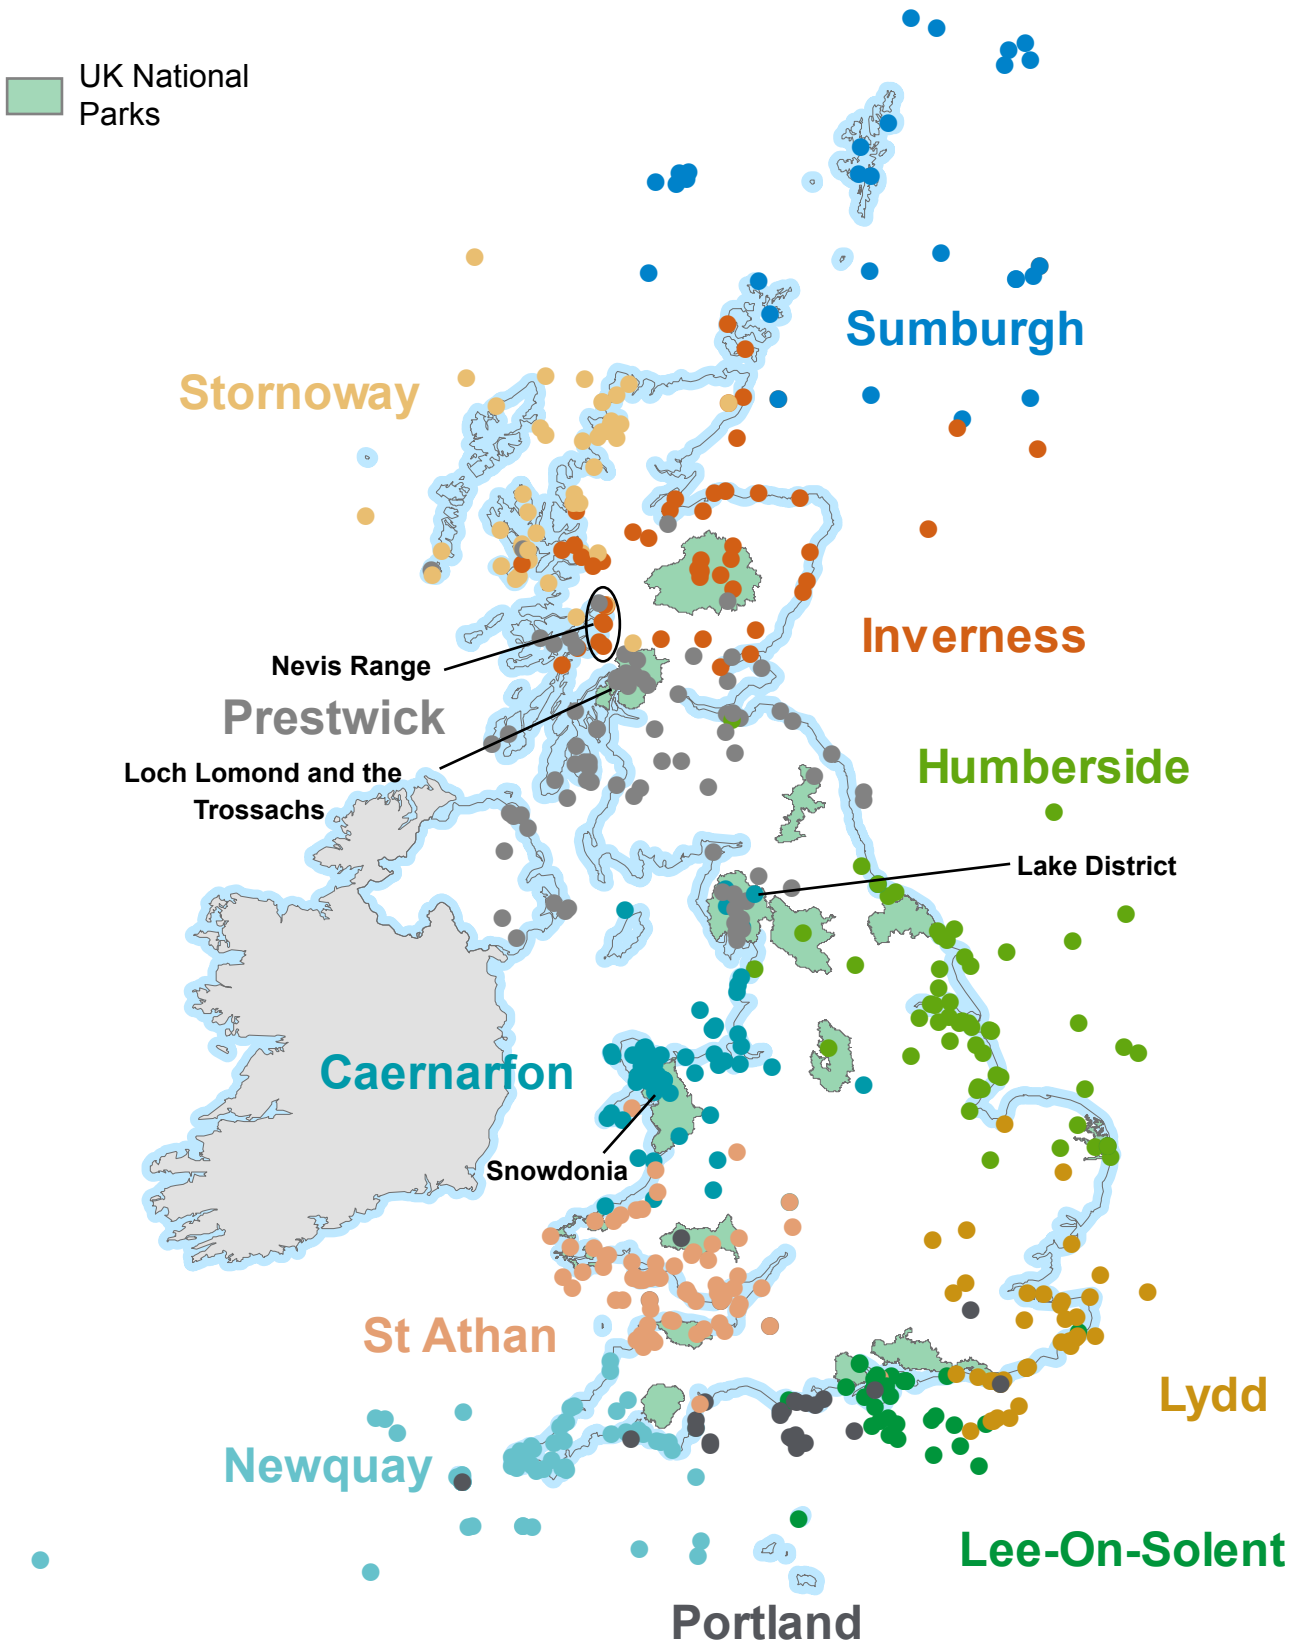 UK National
Parks
Sumburgh
Stornoway
Inverness
Nevis Range
Prestwick
Loch Lomond and the
Trossachs
Humberside
Lake District
Caernarfon
Snowdonia
St Athan
Lydd
Newquay
Lee-On-Solent
Portland